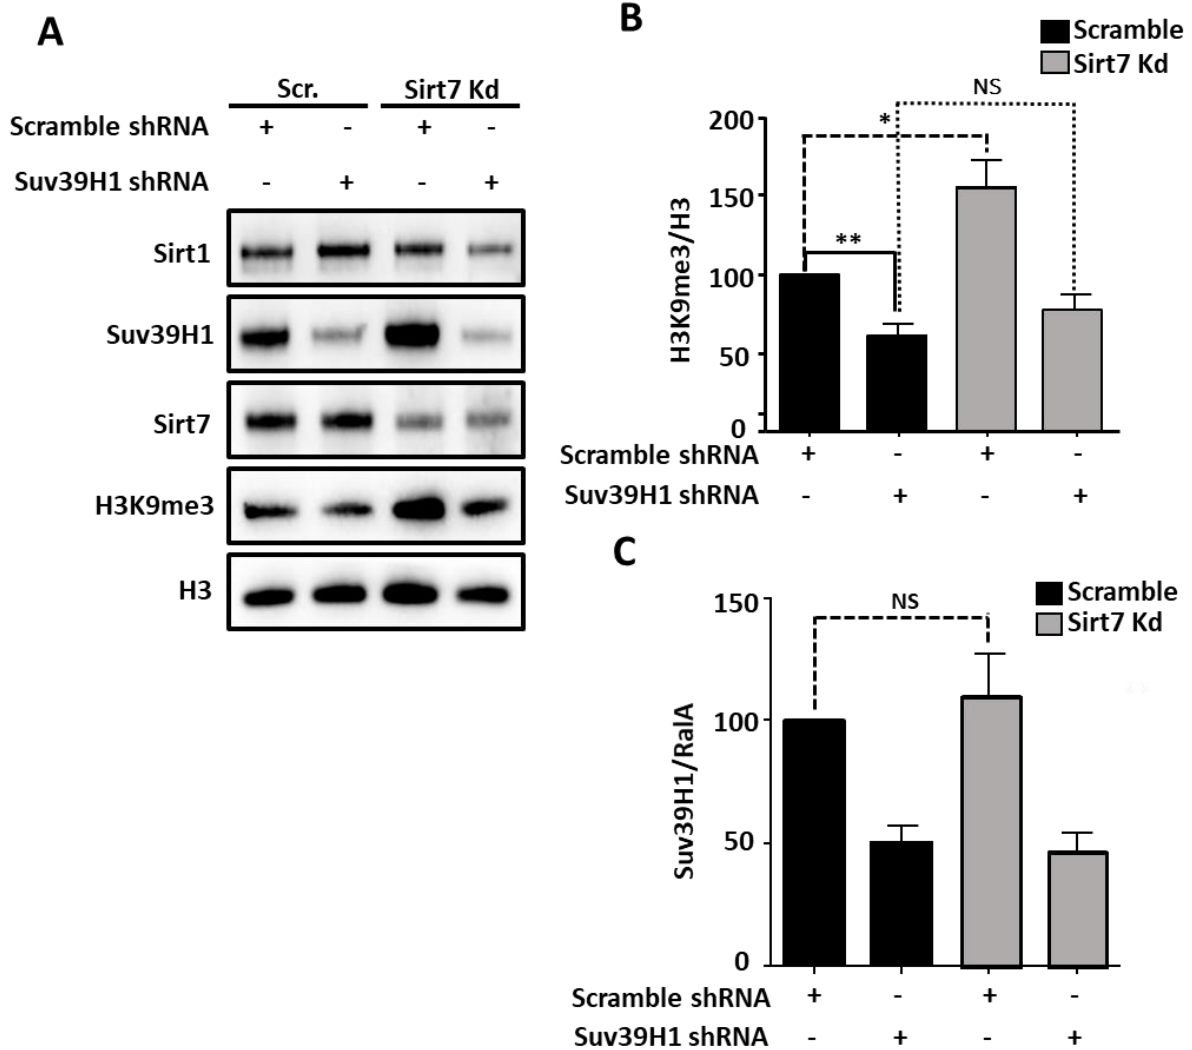 A
Scr. Sirt7 Kd
Scramble shRNA + - + -
Suv39H1 shRNA - + - +
Sirt1
Suv39H1
Sirt7
H3K9me3
H3
B
Scramble
Sirt7 Kd
NS
*
**
H3K9me3/H3
200
150
100
50
0
Scramble shRNA + - + -
Suv39H1 shRNA - + - +
C
Scramble
Sirt7 Kd
NS
Suv39H1/RalA
150
100
50
0
Scramble shRNA + - + -
Suv39H1 shRNA - + - +